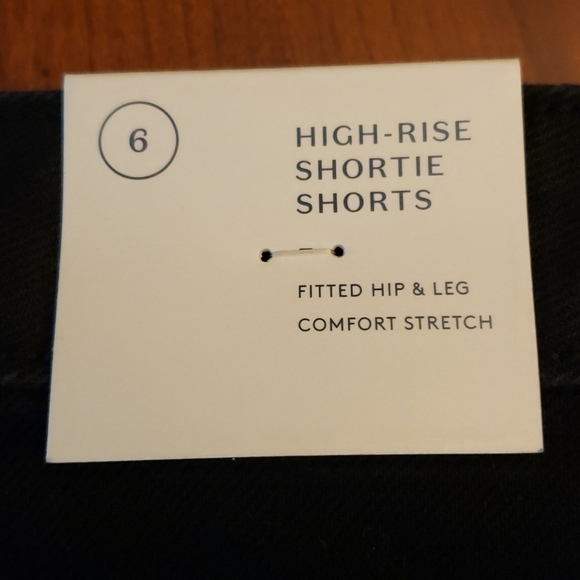 6
HIGH-RISE
SHORTIE
SHORTS
FITTED HIP & LEG
COMFORT STRETCH